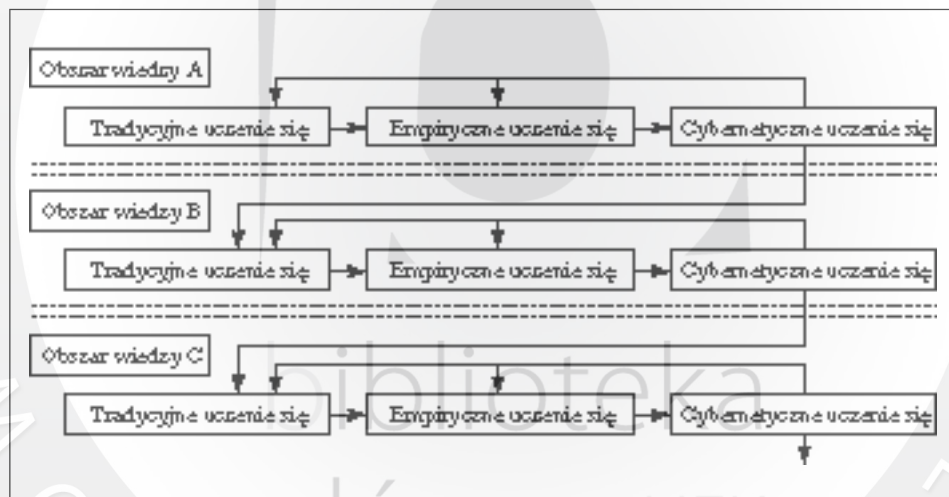 Obszar wiedzy A
Tradycyjne uczenie się Empiryczne uczenie się Cybernetyczne uczenie się
Obszar wiedzy B
Tradycyjne uczenie się Empiryczne uczenie się Cybernetyczne uczenie się
Obszar wiedzy C
biblioteka
Tradycyjne uczenie się Empiryczne uczenie się Cybernetyczne uczenie się